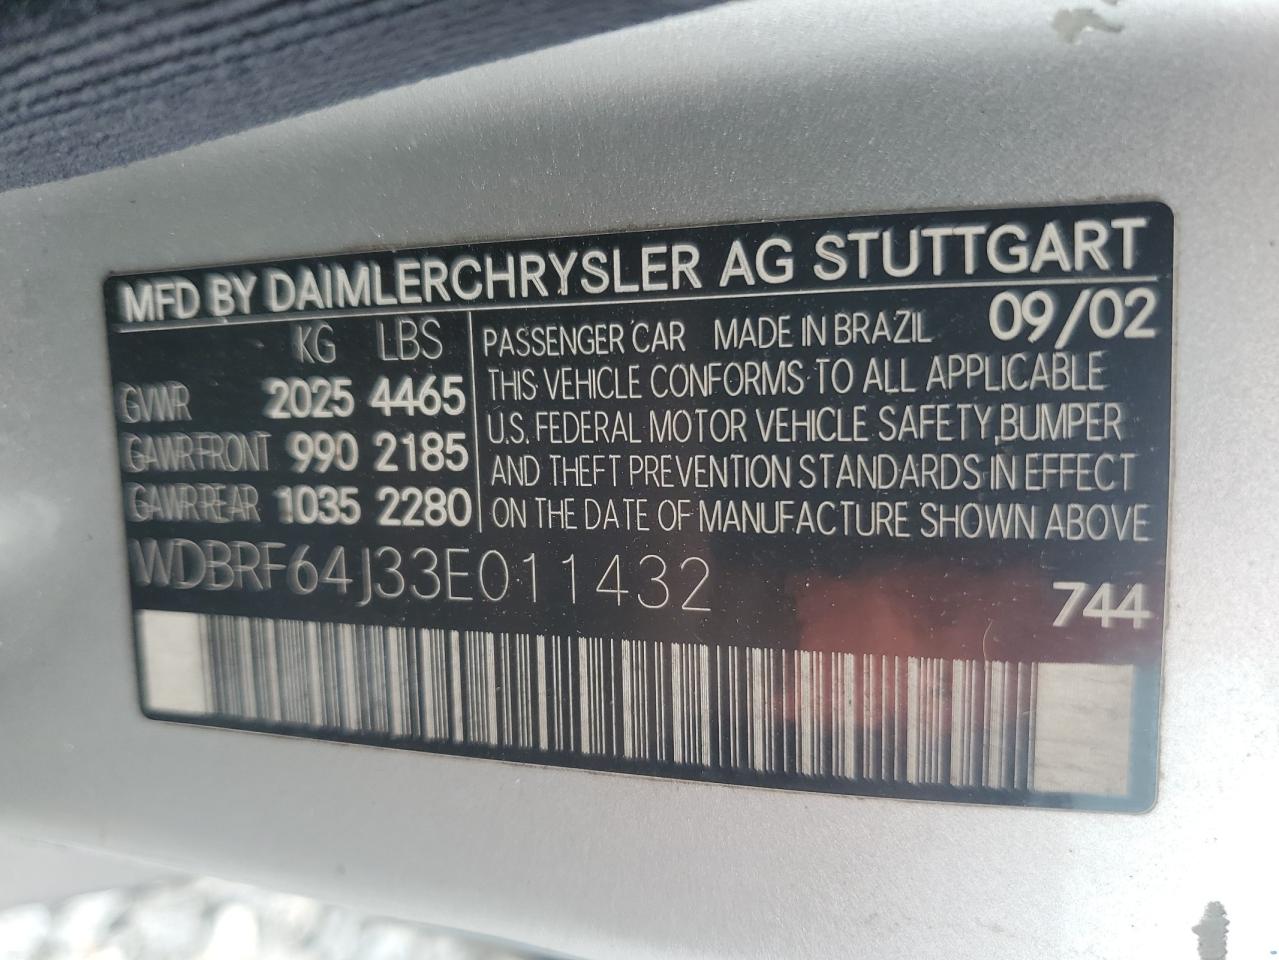 MFD BY DAIMLERCHRYSLER AG STUTTGART
KG LBS
GVWR 2025 4465
GAWR FRONT 990 2185
GAWR REAR 1035 2280
PASSENGER CAR MADE IN BRAZIL 09/02
THIS VEHICLE CONFORMS TO ALL APPLICABLE
U.S. FEDERAL MOTOR VEHICLE SAFETY, BUMPER
AND THEFT PREVENTION STANDARDS IN EFFECT
ON THE DATE OF MANUFACTURE SHOWN ABOVE
WDBRF64J33E011432
744